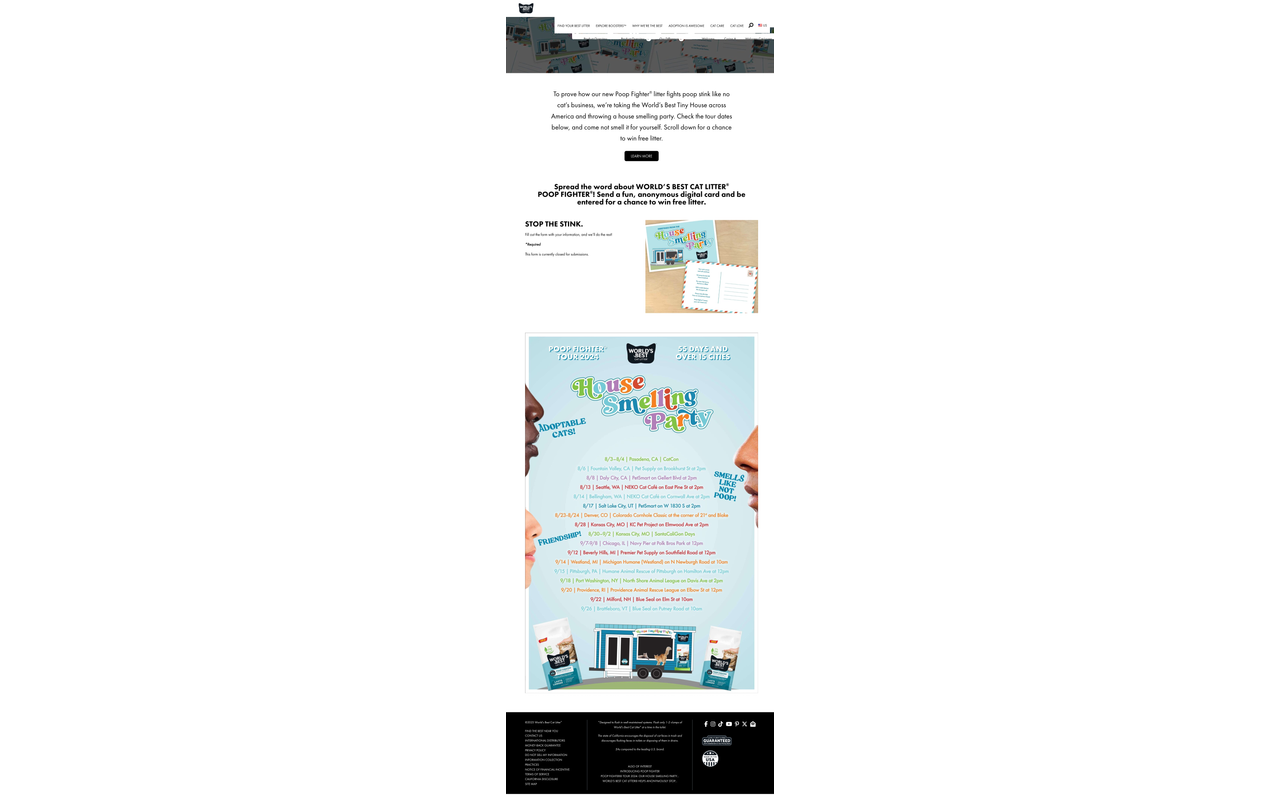 WORLD'S BEST
FIND YOUR BEST LITTER EXPLORE BOOSTERS™ WHY WE'RE THE BEST ADOPTION IS AWESOME CAT CARE CAT-LOVE US
To prove how our new Poop Fighter® litter fights poop stink like no
cat's business, we're taking the World's Best Tiny House across
America and throwing a house smelling party. Check the tour dates
below, and come not smell it for yourself. Scroll down for a chance
to win free litter.
LEARN MORE
Spread the word about WORLD'S BEST CAT LITTER®
POOP FIGHTER®! Send a fun, anonymous digital card and be
entered for a chance to win free litter.
STOP THE STINK.
Fill out the form with your information, and we'll do the rest!
*Required
This form is currently closed for submissions.
House
Smelling
Party
POOP FIGHTER™
TOUR 2024
WORLD'S
BEST
CAT LITTER
55 DAYS AND
OVER 15 CITIES
House
Smelling
Party
ADOPTABLE
CATS!
SMELLS
LIKE
NOT
POOP!
FRIENDSHIP!
8/3–8/4 | Pasadena, CA | CatCon
8/6 | Fountain Valley, CA | Pet Supply on Brookhurst St at 2pm
8/8 | Daly City, CA | PetSmart on Gellert Blvd at 2pm
8/13 | Seattle, WA | NEKO Cat Café on East Pine St at 2pm
8/14 | Bellingham, WA | NEKO Cat Café on Cornwall Ave at 2pm
8/17 | Salt Lake City, UT | PetSmart on W 1830 S at 2pm
8/23-8/24 | Denver, CO | Colorado Cornhole Classic at the corner of 21st and Blake
8/28 | Kansas City, MO | KC Pet Project on Elmwood Ave at 2pm
8/30–9/2 | Kansas City, MO | SantaCaliGon Days
9/7-9/8 | Chicago, IL | Navy Pier at Polk Bros Park at 12pm
9/12 | Beverly Hills, MI | Premier Pet Supply on Southfield Road at 12pm
9/14 | Westland, MI | Michigan Humane (Westland) on N Newburgh Road at 10am
9/15 | Pittsburgh, PA | Humane Animal Rescue of Pittsburgh on Hamilton Ave at 12pm
9/18 | Port Washington, NY | North Shore Animal League on Davis Ave at 2pm
9/20 | Providence, RI | Providence Animal Rescue League on Elbow St at 12pm
9/22 | Milford, NH | Blue Seal on Elm St at 10am
9/26 | Brattleboro, VT | Blue Seal on Putney Road at 10am
WORLD'S
BEST
WORLD'S
BEST
FIND THE BEST NEAR YOU
CONTACT US
INTERNATIONAL DISTRIBUTORS
MONEY-BACK GUARANTEE
PRIVACY POLICY
DO NOT SELL MY INFORMATION
INFORMATION COLLECTION
PRACTICES
NOTICE OF FINANCIAL INCENTIVE
TERMS OF SERVICE
CALIFORNIA DISCLOSURE
SITE MAP
ALSO OF INTEREST:
INTRODUCING POOP FIGHTER
GUARANTEED
USA